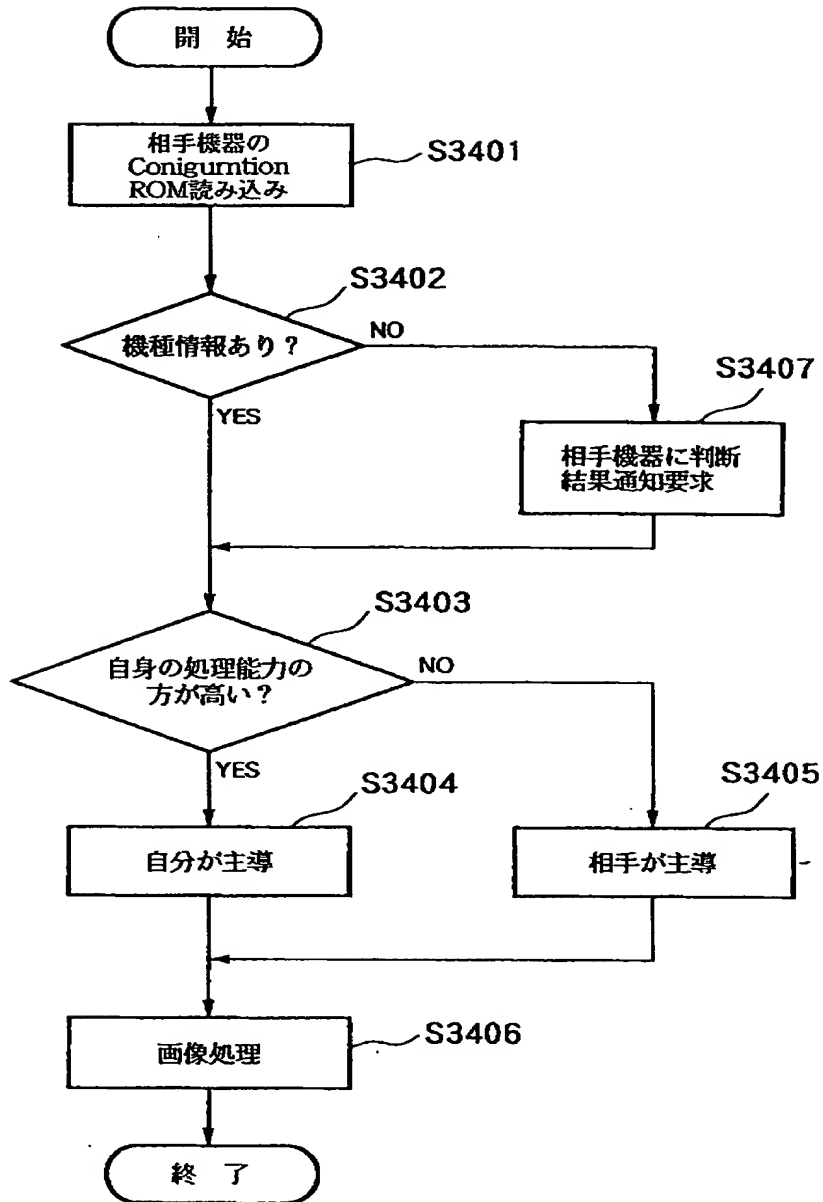 開 始
相手機器の
Conigurntion
ROM読み込み
S3401
S3402
機種情報あり？
NO
YES
S3407
相手機器に判断
結果通知要求
S3403
自身の処理能力の
方が高い？
NO
YES
S3404
自分が主導
S3405
相手が主導
画像処理
S3406
終 了